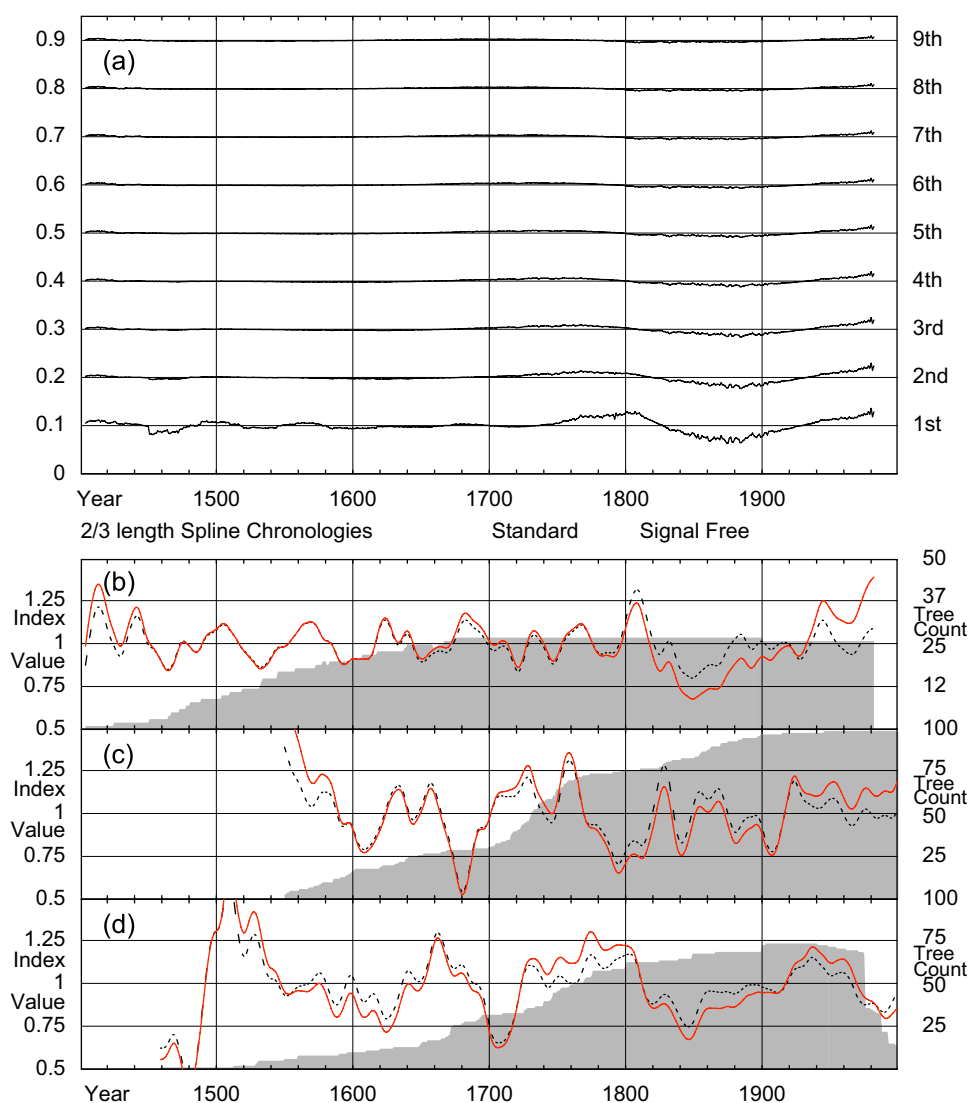 0.9 (a) 9th
0.8 8th
0.7 7th
0.6 6th
0.5 5th
0.4 4th
0.3 3rd
0.2 2nd
0.1 1st
0
Year 1500 1600 1700 1800 1900
2/3 length Spline Chronologies Standard Signal Free
(b) 50
1.25 37
Index Tree
Count
1 25
Value
0.75 12
0.5 100
(c)
1.25 75
Index Tree
Count
1 50
Value
0.75 25
0.5 100
(d)
1.25 75
Index Tree
Count
1 50
Value
0.75 25
0.5
Year 1500 1600 1700 1800 1900